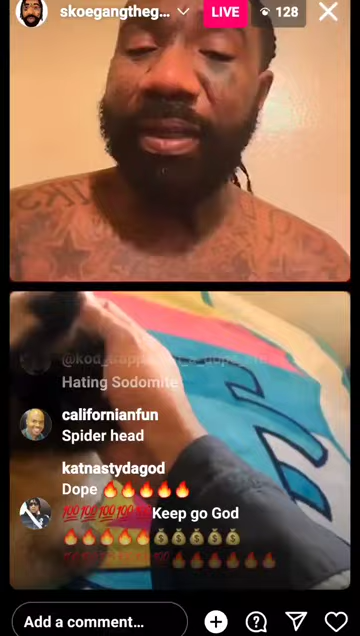 skoegangtheg...
LIVE
128
Hating Sodomite
californianfun
Spider head
katnastydagod
Dope 🔥🔥🔥🔥🔥
💯💯💯💯💯Keep go God
🔥🔥🔥🔥🔥💰💰💰💰💰
💯💯💯💯💯💯🔥🔥🔥🔥🔥🔥
Add a comment...